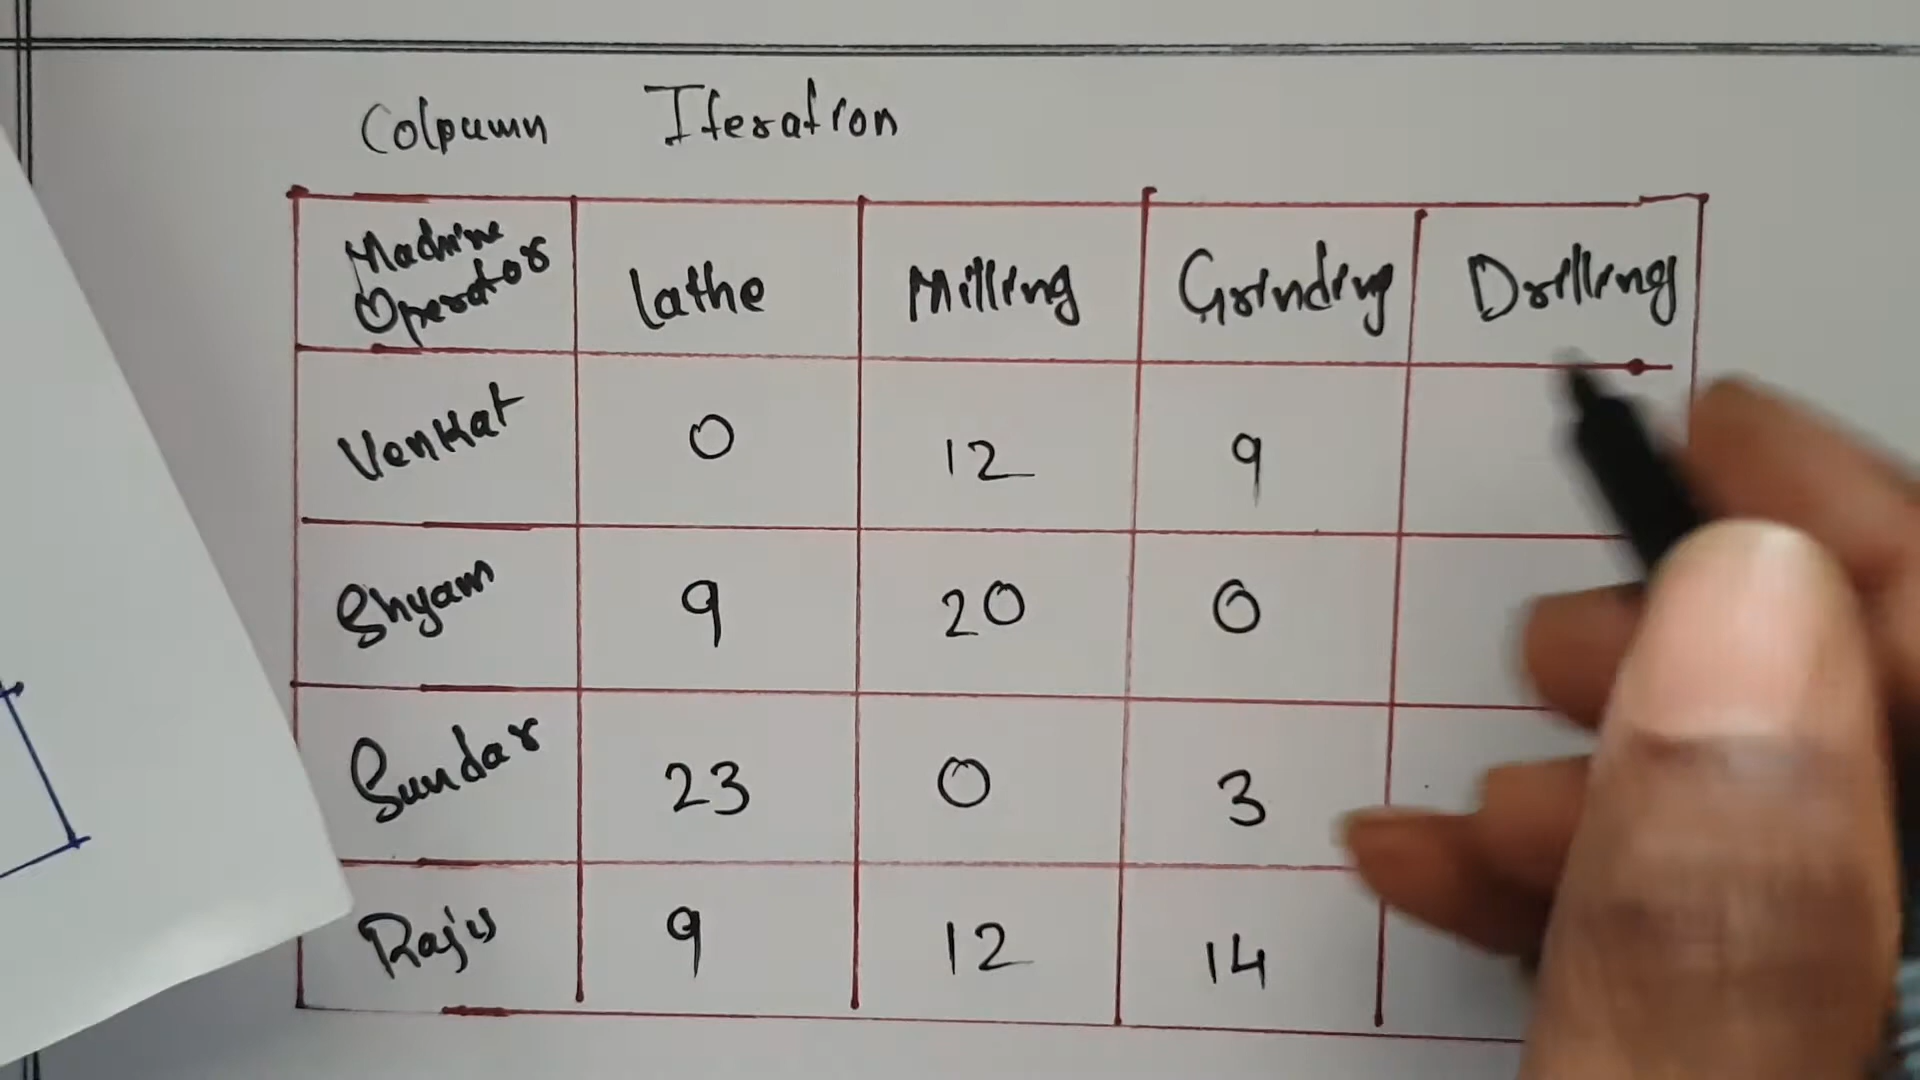 Colpumn Iteration
Machine Operator Lathe Milling Grinding Drilling
Venkat 0 12 9
Shyam 9 20 0
Sundar 23 0 3
Raju 9 12 14